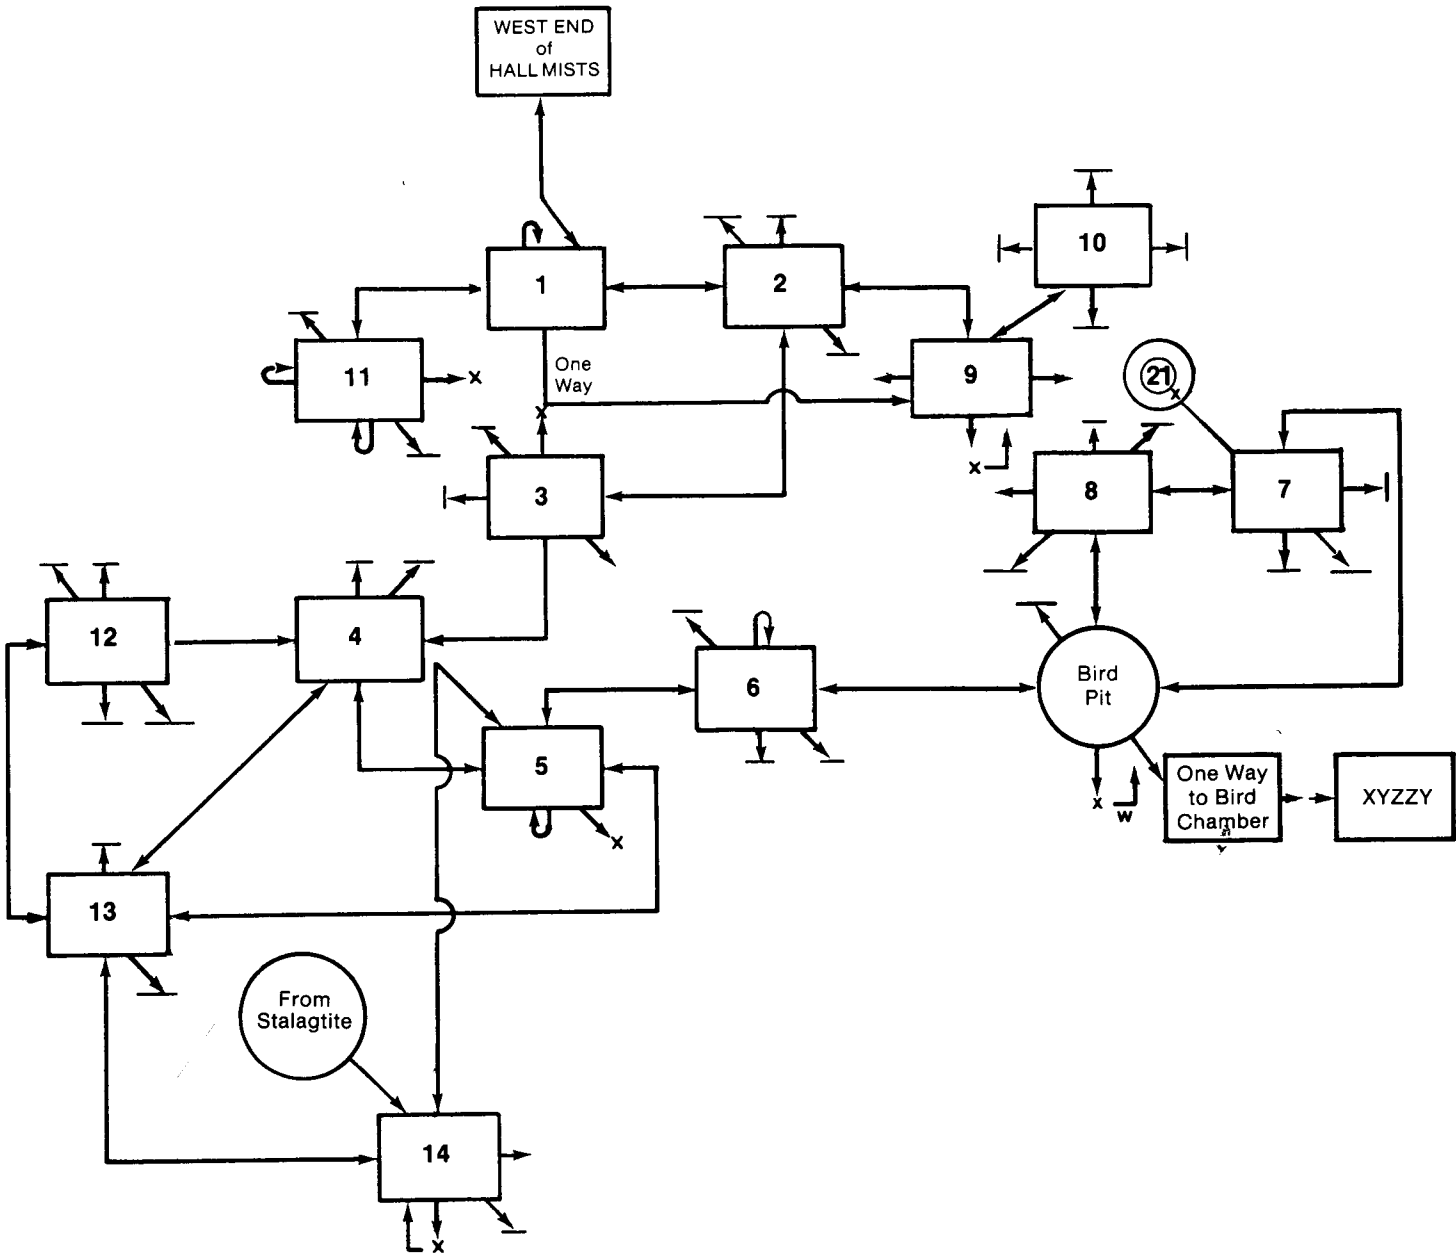 WEST END
of
HALL MISTS
1
2
10
11
x
One
Way
x
9
21
x
x
3
8
7
12
4
6
Bird
Pit
5
x
x
w
One Way
to Bird
Chamber
XYZZY
13
From
Stalagtite
14
x